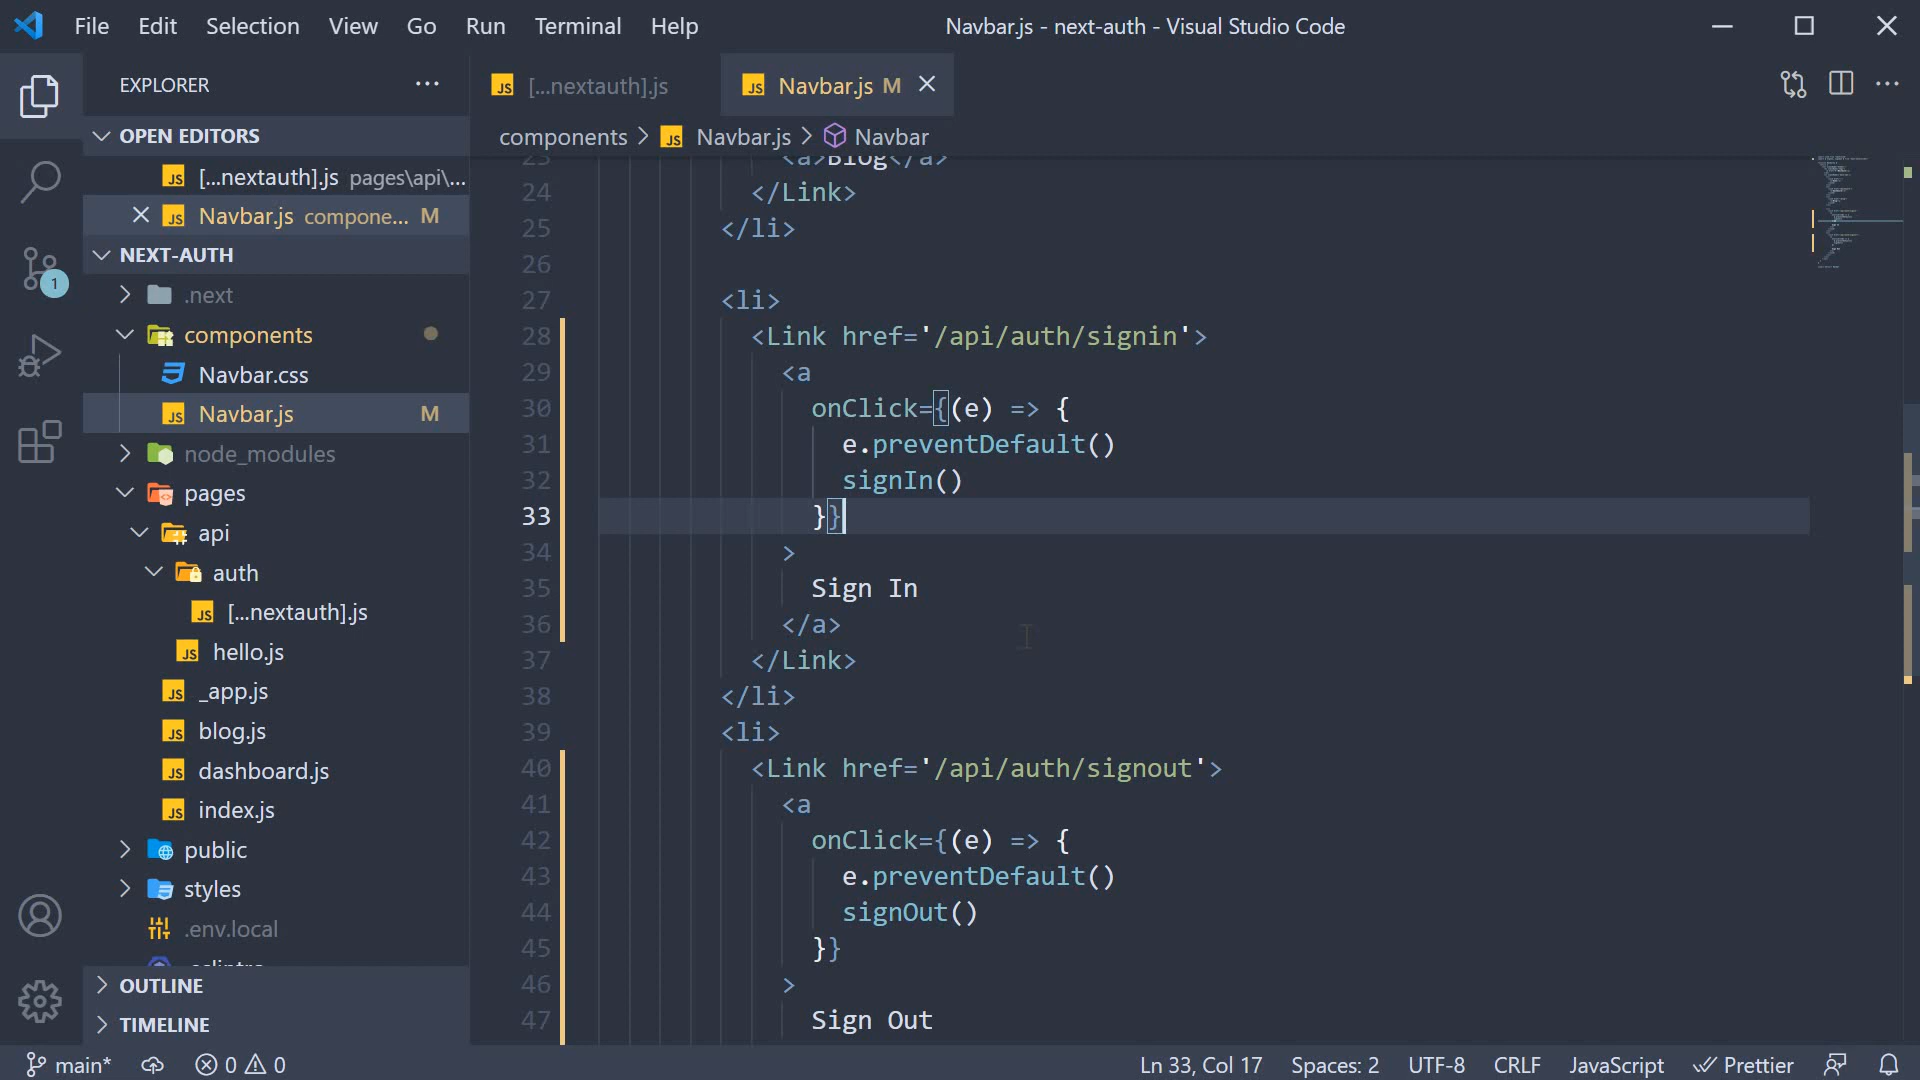 File Edit Selection View Go Run Terminal Help
Navbar.js - next-auth - Visual Studio Code
EXPLORER
OPEN EDITORS
[...nextauth].js pages\api\...
Navbar.js compone... M
NEXT-AUTH
.next
components
Navbar.css
Navbar.js M
node_modules
pages
api
auth
[...nextauth].js
hello.js
_app.js
blog.js
dashboard.js
index.js
public
styles
.env.local
OUTLINE
TIMELINE
1
[...nextauth].js
Navbar.js M
components > Navbar.js > Navbar
23 <a>Blog</a>
24 </Link>
25 </li>
26
27 <li>
28 <Link href='/api/auth/signin'>
29 <a
30 onClick={(e) => {
31 e.preventDefault()
32 signIn()
33 }}
34 >
35 Sign In
36 </a>
37 </Link>
38 </li>
39 <li>
40 <Link href='/api/auth/signout'>
41 <a
42 onClick={(e) => {
43 e.preventDefault()
44 signOut()
45 }}
46 >
47 Sign Out
main* 0 0
Ln 33, Col 17 Spaces: 2 UTF-8 CRLF JavaScript Prettier